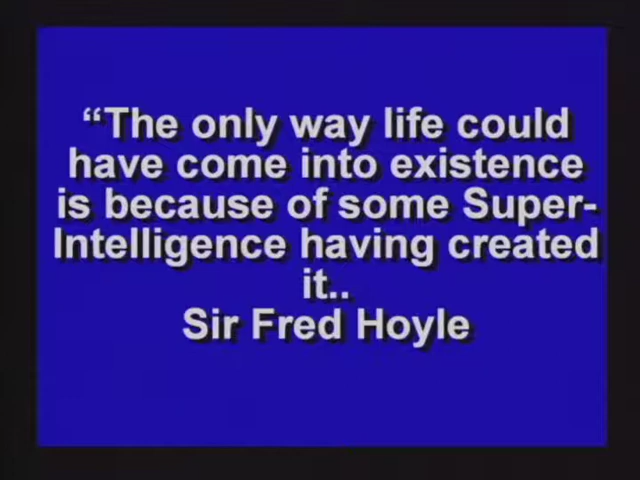 “The only way life could
have come into existence
is because of some Super-
Intelligence having created
it..
Sir Fred Hoyle